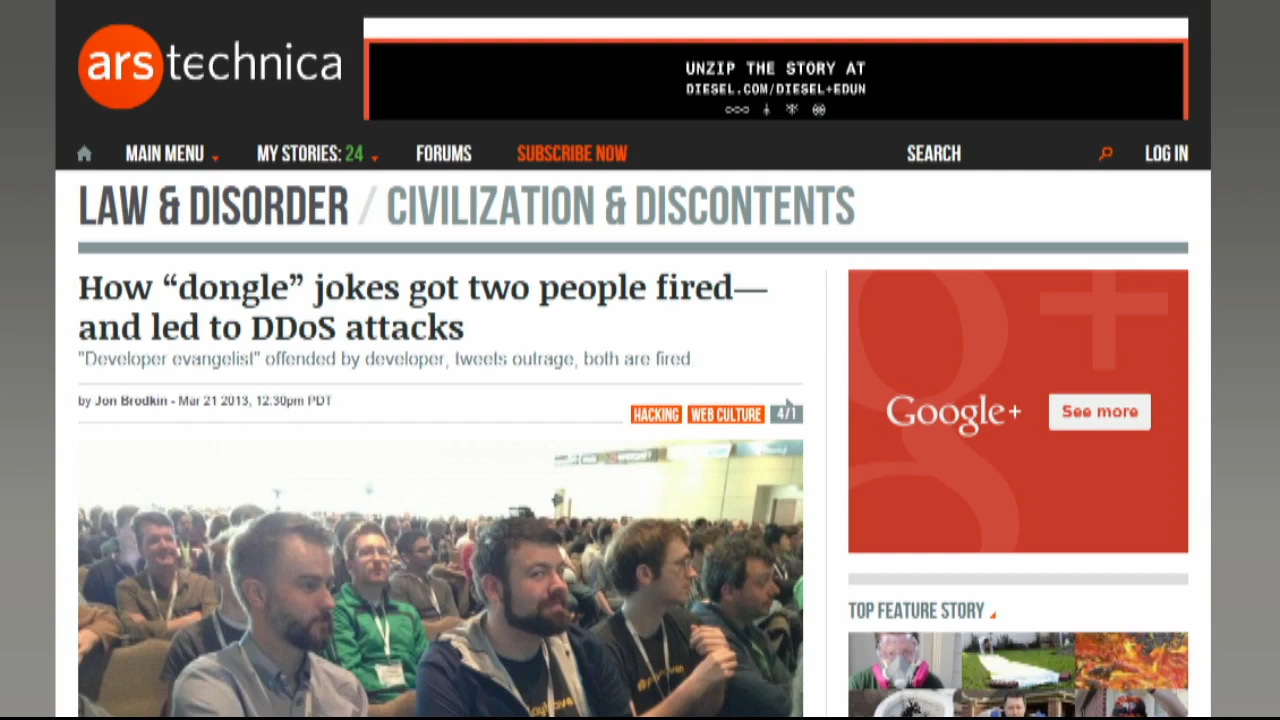 ars technica
UNZIP THE STORY AT
DIESEL.COM/DIESEL+EDUN
MAIN MENU MY STORIES: 24 FORUMS SUBSCRIBE NOW SEARCH LOG IN
LAW & DISORDER / CIVILIZATION & DISCONTENTS
How “dongle” jokes got two people fired—
and led to DDoS attacks
"Developer evangelist" offended by developer, tweets outrage, both are fired.
by Jon Brodkin - Mar 21 2013, 12:30pm PDT
HACKING WEB CULTURE 471
g+
Google+ See more
TOP FEATURE STORY